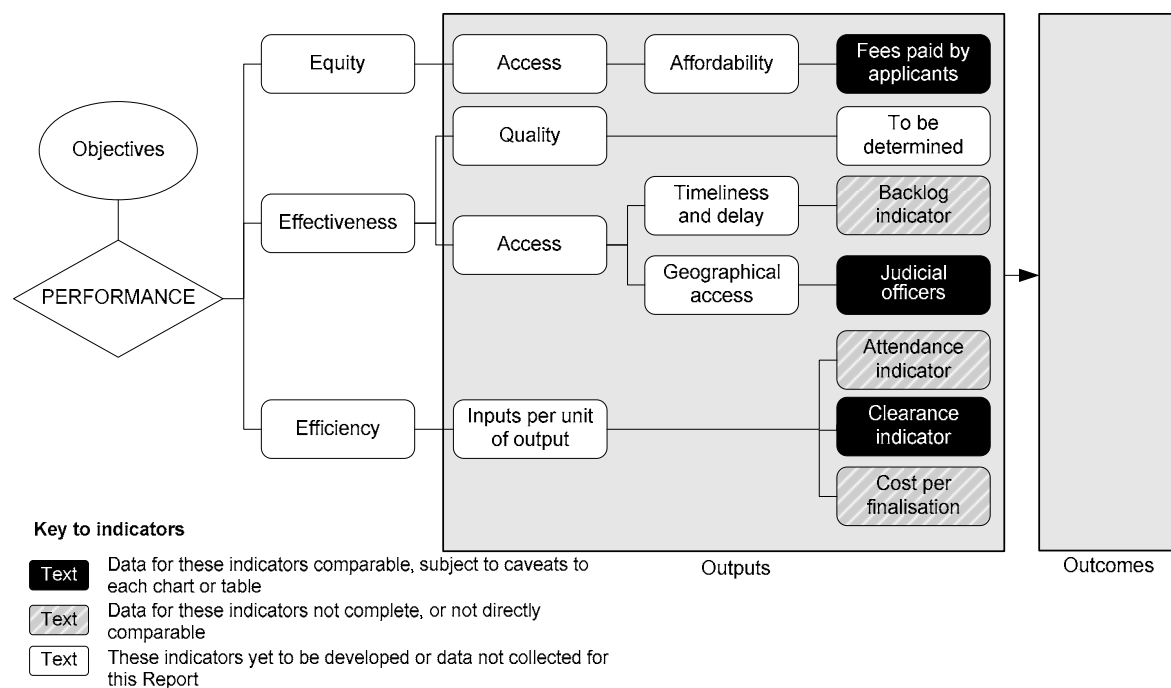 Objectives
PERFORMANCE
Equity
Access
Affordability
Fees paid by
applicants
Effectiveness
Quality
To be
determined
Access
Timeliness
and delay
Backlog
indicator
Geographical
access
Judicial
officers
Efficiency
Inputs per unit
of output
Attendance
indicator
Clearance
indicator
Cost per
finalisation
Outputs
Outcomes
Key to indicators
Text
Data for these indicators comparable, subject to caveats to
each chart or table
Text
Data for these indicators not complete, or not directly
comparable
Text
These indicators yet to be developed or data not collected for
this Report